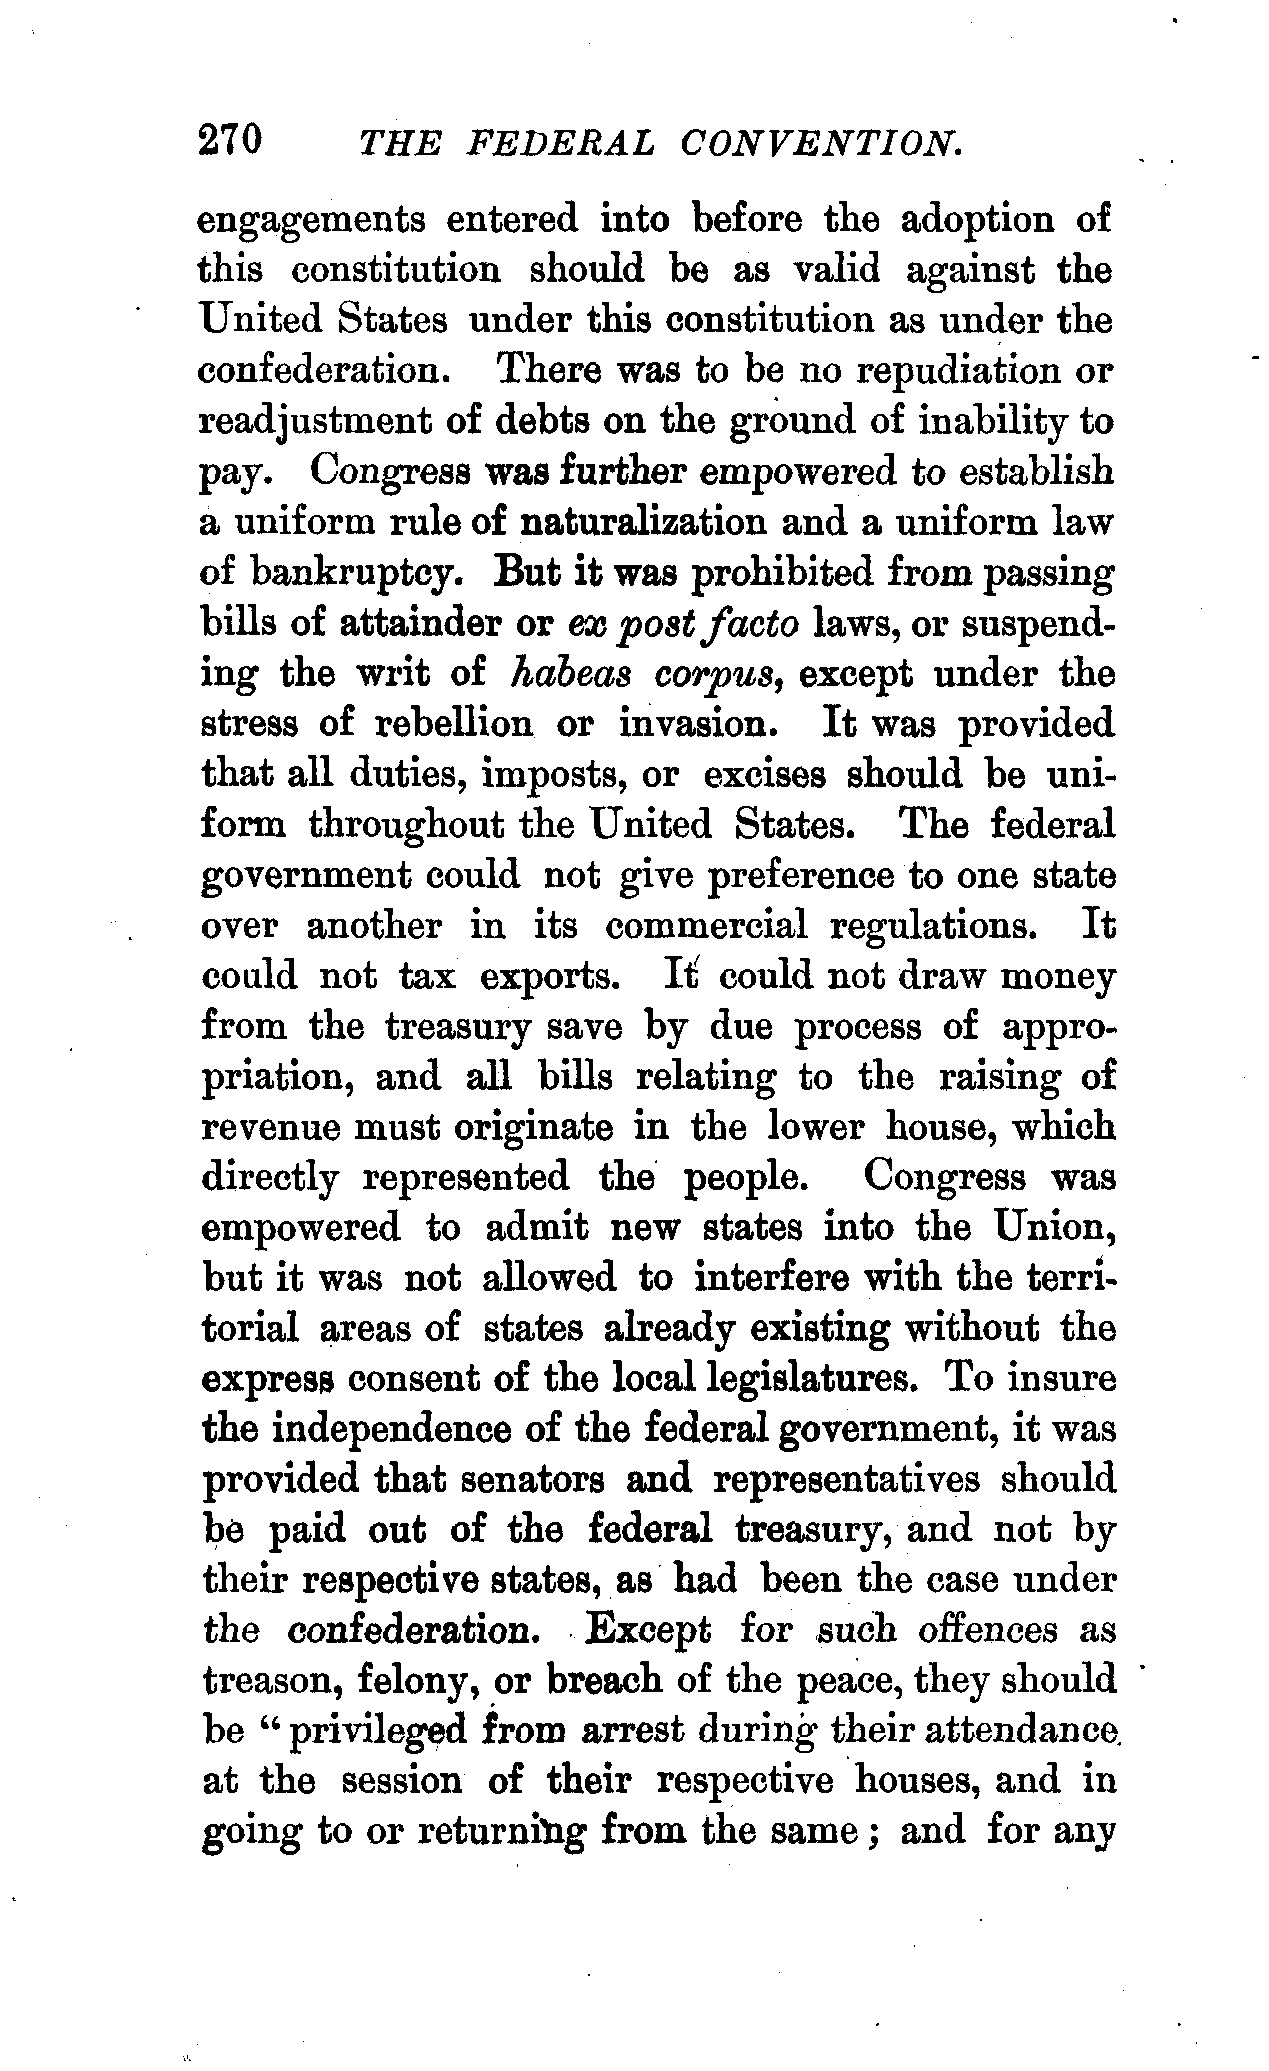 270 THE FEDERAL CONVENTION.
engagements entered into before the adoption of
this constitution should be as valid against the
United States under this constitution as under the
confederation. There was to be no repudiation or
readjustment of debts on the ground of inability to
pay. Congress was further empowered to establish
a uniform rule of naturalization and a uniform law
of bankruptcy. But it was prohibited from passing
bills of attainder or ex post facto laws, or suspend-
ing the writ of habeas corpus, except under the
stress of rebellion or invasion. It was provided
that all duties, imposts, or excises should be uni-
form throughout the United States. The federal
government could not give preference to one state
over another in its commercial regulations. It
could not tax exports. It could not draw money
from the treasury save by due process of appro-
priation, and all bills relating to the raising of
revenue must originate in the lower house, which
directly represented the people. Congress was
empowered to admit new states into the Union,
but it was not allowed to interfere with the terri-
torial areas of states already existing without the
express consent of the local legislatures. To insure
the independence of the federal government, it was
provided that senators and representatives should
be paid out of the federal treasury, and not by
their respective states, as had been the case under
the confederation. Except for such offences as
treason, felony, or breach of the peace, they should
be "privileged from arrest during their attendance
at the session of their respective houses, and in
going to or returning from the same; and for any